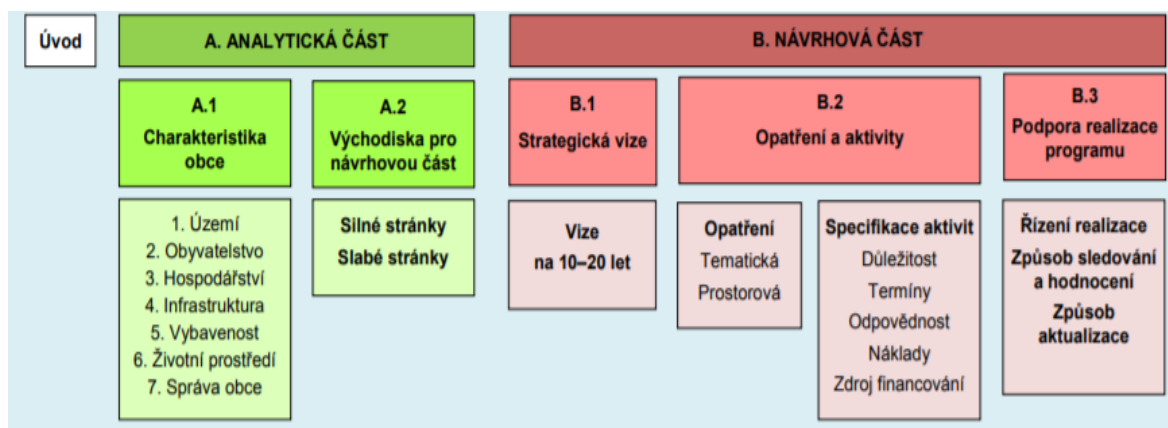 Úvod
A. ANALYTICKÁ ČÁST
B. NÁVRHOVÁ ČÁST
A.1
Charakteristika
obce
A.2
Východiska pro
návrhovou část
B.1
Strategická vize
B.2
Opatření a aktivity
B.3
Podpora realizace
programu
1. Území
2. Obyvatelstvo
3. Hospodářství
4. Infrastruktura
5. Vybavenost
6. Životní prostředí
7. Správa obce
Silné stránky
Slabé stránky
Vize
na 10–20 let
Opatření
Tematická
Prostorová
Specifikace aktivit
Důležitost
Termíny
Odpovědnost
Náklady
Zdroj financování
Řízení realizace
Způsob sledování
a hodnocení
Způsob
aktualizace